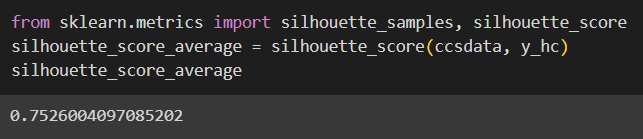 from sklearn.metrics import silhouette_samples, silhouette_score
silhouette_score_average = silhouette_score(ccsdata, y_hc)
silhouette_score_average
0.7526004097085202